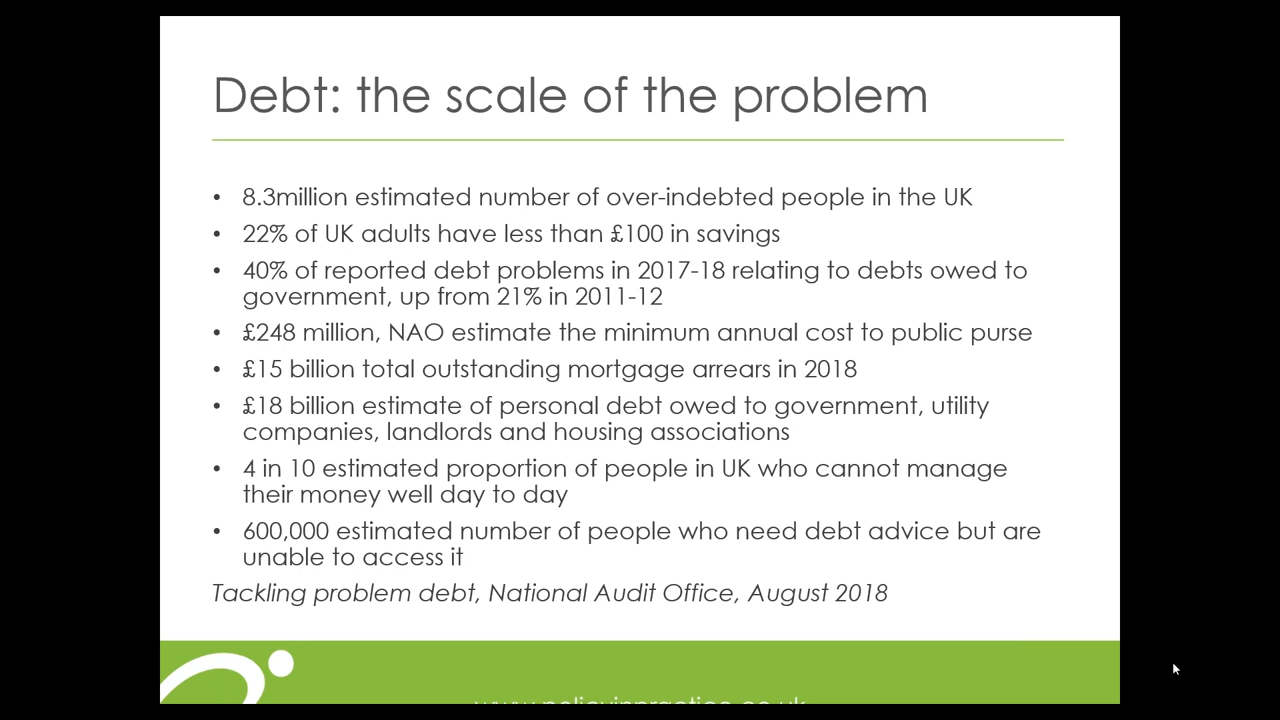 Debt: the scale of the problem
• 8.3million estimated number of over-indebted people in the UK
• 22% of UK adults have less than £100 in savings
• 40% of reported debt problems in 2017-18 relating to debts owed to
government, up from 21% in 2011-12
• £248 million, NAO estimate the minimum annual cost to public purse
• £15 billion total outstanding mortgage arrears in 2018
• £18 billion estimate of personal debt owed to government, utility
companies, landlords and housing associations
• 4 in 10 estimated proportion of people in UK who cannot manage
their money well day to day
• 600,000 estimated number of people who need debt advice but are
unable to access it
Tackling problem debt, National Audit Office, August 2018
www.policyinpractice.co.uk